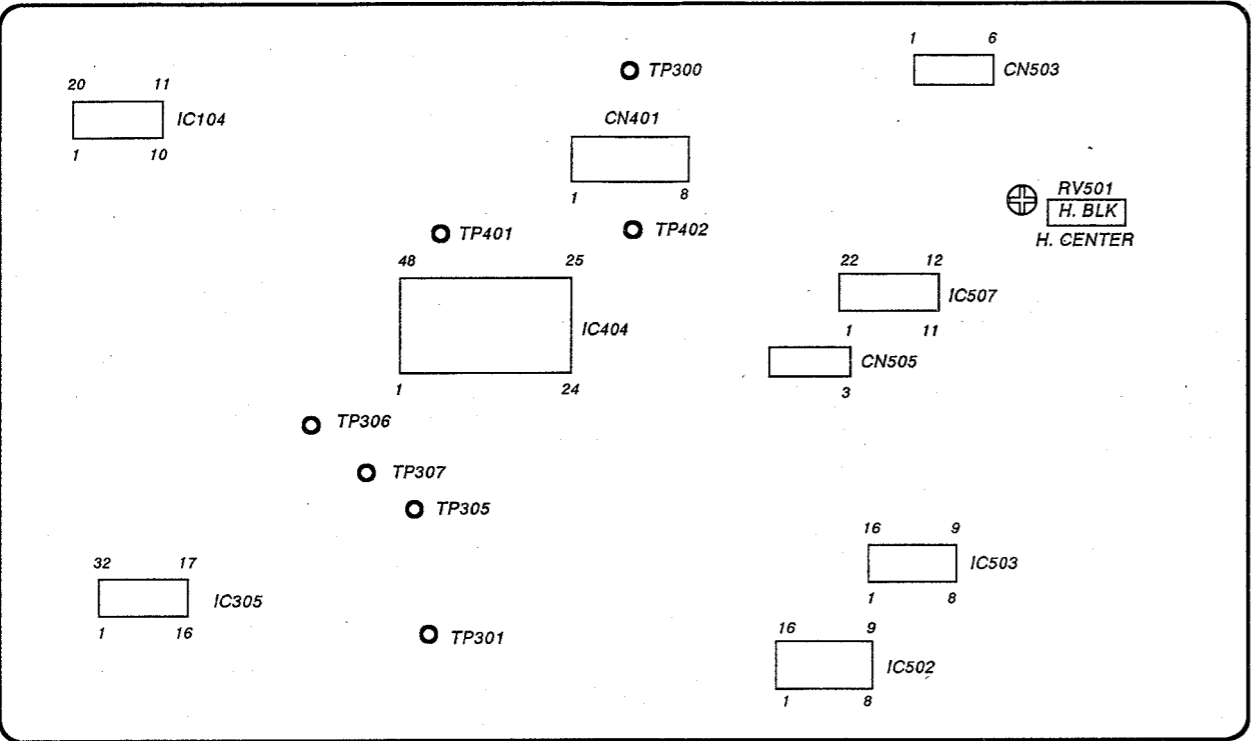 1 6
TP300
CN503
20 11
IC104
CN401
1 10
RV501
1 8
H. BLK
TP401
TP402
H. CENTER
48 25
22 12
IC507
IC404
1 11
CN505
1 24
3
TP306
TP307
TP305
16 9
32 17
IC503
IC305
1 8
1 16
TP301
16 9
IC502
1 8